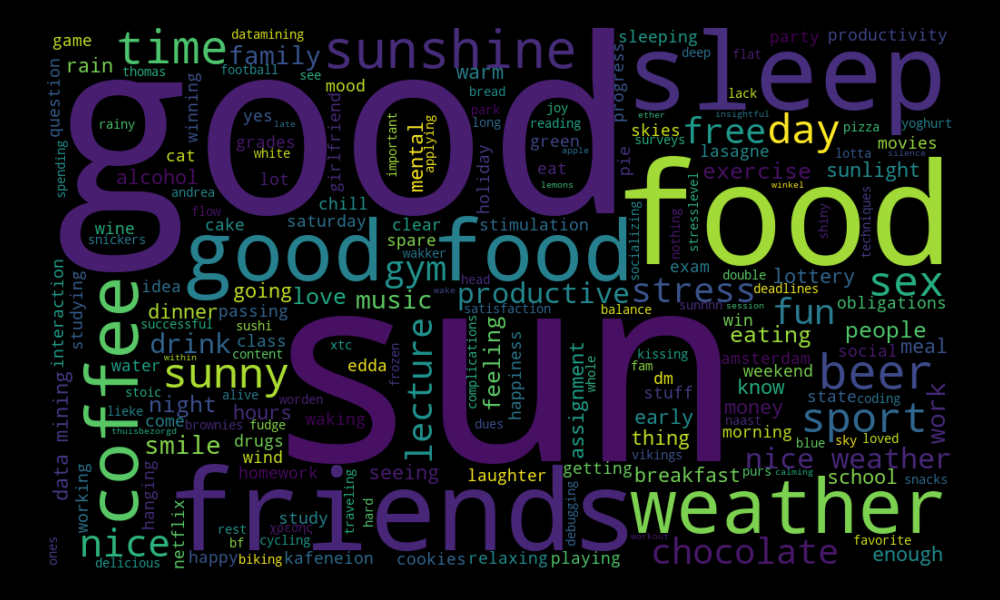 game
time
datamining
family
sunshine
sleeping
party
productivity
rain
thomas
football
see
mood
warm
bread
progress
sleep
deep
flat
lack
question
spending
winning
good
rainy
yes
late
grades
white
lot
girlfriend
important
mental
applying
park
long
holiday
joy
reading
green
apple
eat
lemons
pie
ether
insightful
skies
surveys
free
day
pizza
yoghurt
movies
lasagne
lotta
silence
cat
alcohol
andrea
flow
chill
wine
snickers
cake
saturday
clear
spare
stimulation
wakker
exercise
sunlight
winkel
food
socializing
nothing
stresslevel
shiny
techniques
good food
gym
head
wake
exam
double
lottery
sex
interaction
studying
coffee
idea
going
love
music
productive
satisfaction
stress
sunhnn
session
deadlines
balance
obligations
dinner
passing
successful
sushi
drink
class
water
within
content
sunny
xtc
edda
frozen
sun
lecture
complications
feeling
happiness
assignment
whole
kissing
fam
dm
stuff
win
fun
eating
people
amsterdam
social
meal
weekend
beer
know
state
coding
data mining
stoic
lieke
night
alive
worden
hours
come
brownies
fudge
thuisbezorgd
waking
dues
early
money
naast
sport
work
thing
morning
blue
sky
loved
vikings
smile
drugs
wind
homework
seeing
laughter
getting
breakfast
purs
calming
nice weather
school
snacks
working
hanging
friends
weather
netflix
study
χρεσης
rest
bf
cycling
traveling
hard
debugging
workout
ones
nice
delicious
happy
biking
kafeneion
cookies
relaxing
playing
chocolate
favorite
enough